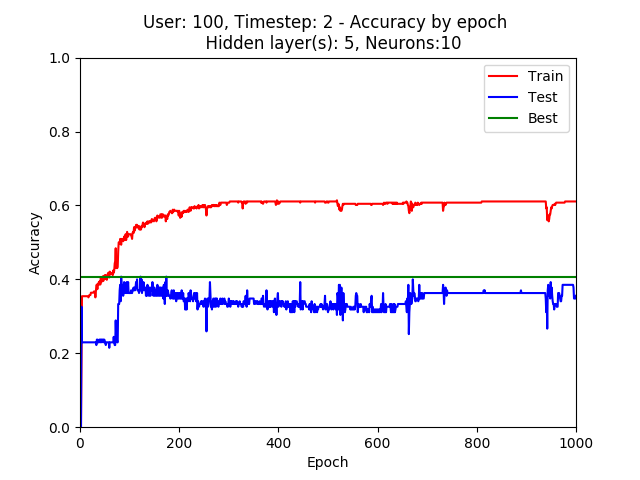 User: 100, Timestep: 2 - Accuracy by epoch
Hidden layer(s): 5, Neurons:10
1.0
0.8
0.6
0.4
0.2
0.0
Accuracy
Train
Test
Best
0 200 400 600 800 1000
Epoch